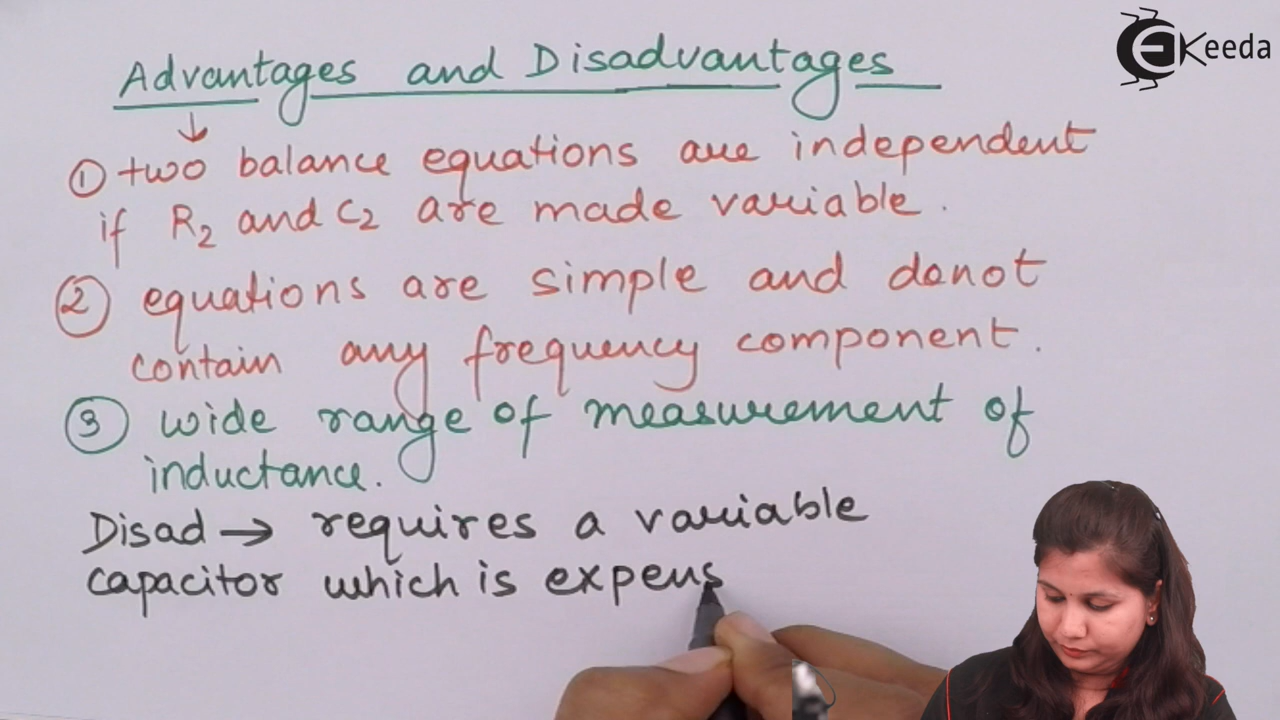 Advantages and Disadvantages
EKeeda
↓
① two balance equations are independent
if R₂ and C₂ are made variable.
② equations are simple and donot
contain any frequency component.
③ wide range of measurement of
inductance.
Disad → requires a variable
capacitor which is expens